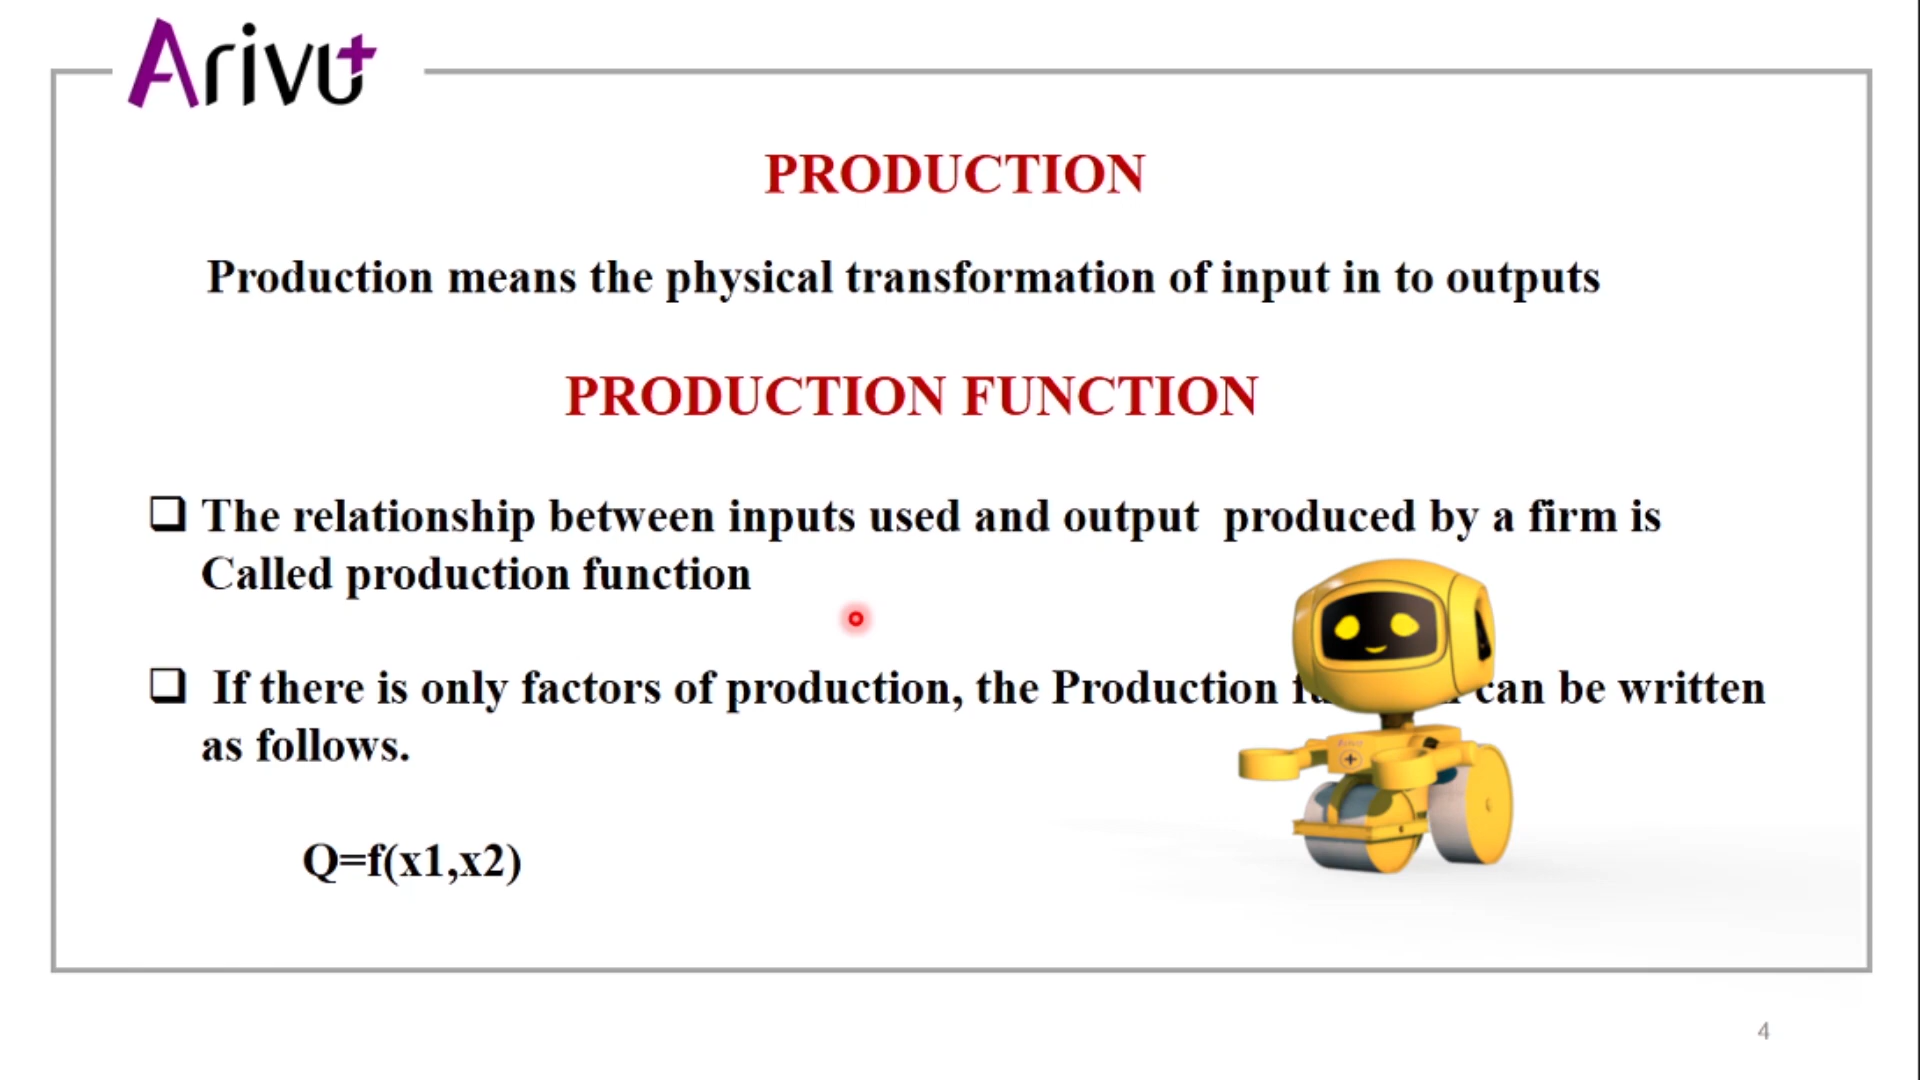 Arivu+
PRODUCTION
Production means the physical transformation of input in to outputs
PRODUCTION FUNCTION
❑ The relationship between inputs used and output produced by a firm is
Called production function
❑ If there is only factors of production, the Production can be written
as follows.
Q=f(x1,x2)
4